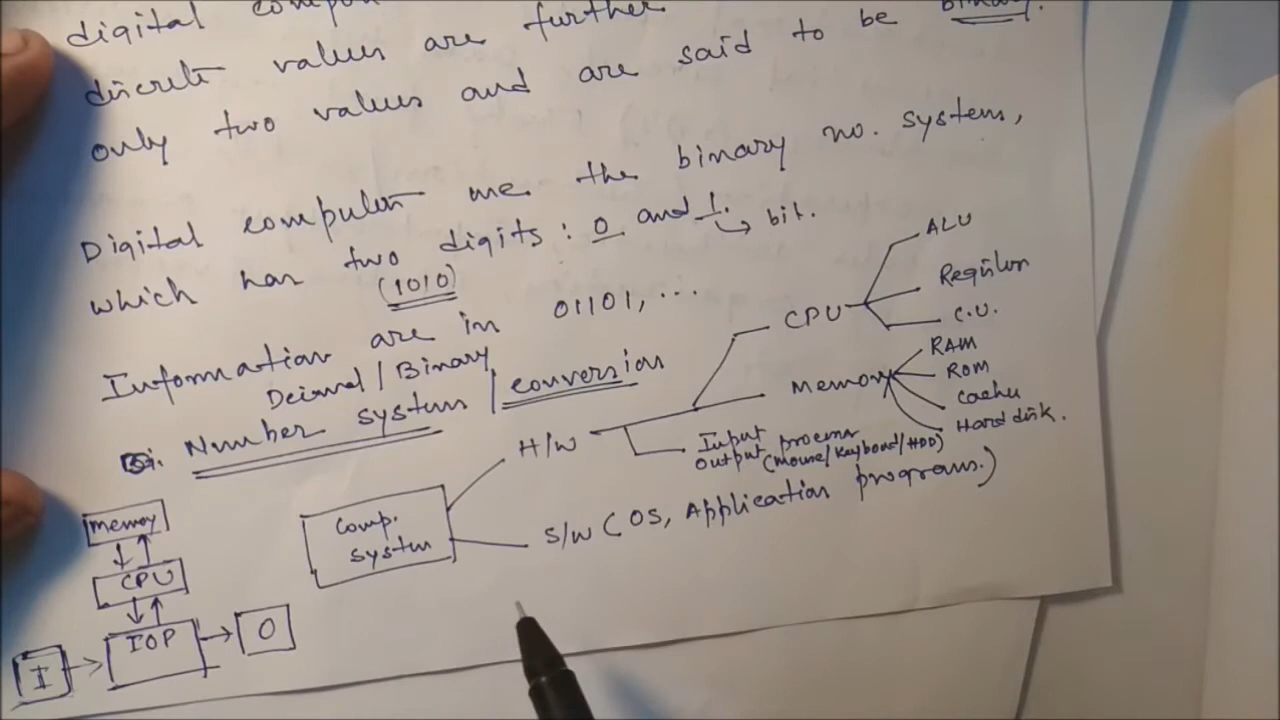 digital
discrete values are further
only two values and are said to be binary.
Digital computer use the binary no. system,
which has two digits : 0 and 1.
bit.
(1010)
Information are in 01101, ...
Decimal / Binary
Number system / conversion
CPU
ALU
Register
C.U.
Memory
RAM
ROM
Cache
Hard disk.
H/W
Input
Output process
(Mouse/Keyboard/HDD)
Comp.
system
S/W ( OS, Application programs.)
memoy
CPU
IOP
I
O